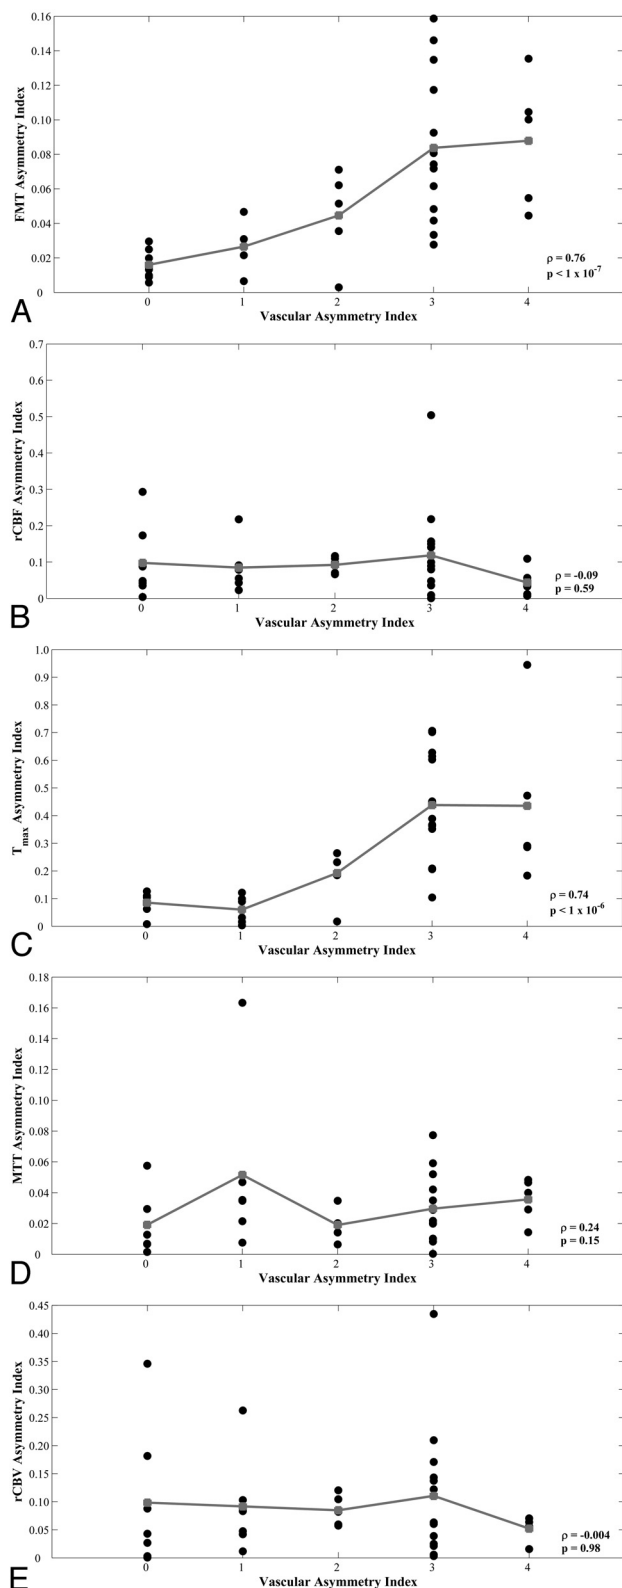 0.16
0.14
0.12
0.10
0.08
0.06
0.04
0.02
0
FMT Asymmetry Index
0 1 2 3 4
Vascular Asymmetry Index
ρ = 0.76
p < 1 x 10⁻⁷
A
0.7
0.6
0.5
0.4
0.3
0.2
0.1
0
rCBF Asymmetry Index
0 1 2 3 4
Vascular Asymmetry Index
ρ = -0.09
p = 0.59
B
1.0
0.9
0.8
0.7
0.6
0.5
0.4
0.3
0.2
0.1
0
Tmax Asymmetry Index
0 1 2 3 4
Vascular Asymmetry Index
ρ = 0.74
p < 1 x 10⁻⁶
C
0.18
0.16
0.14
0.12
0.10
0.08
0.06
0.04
0.02
0
MTT Asymmetry Index
0 1 2 3 4
Vascular Asymmetry Index
ρ = 0.24
p = 0.15
D
0.45
0.40
0.35
0.30
0.25
0.20
0.15
0.10
0.05
0
rCBV Asymmetry Index
0 1 2 3 4
Vascular Asymmetry Index
ρ = -0.004
p = 0.98
E